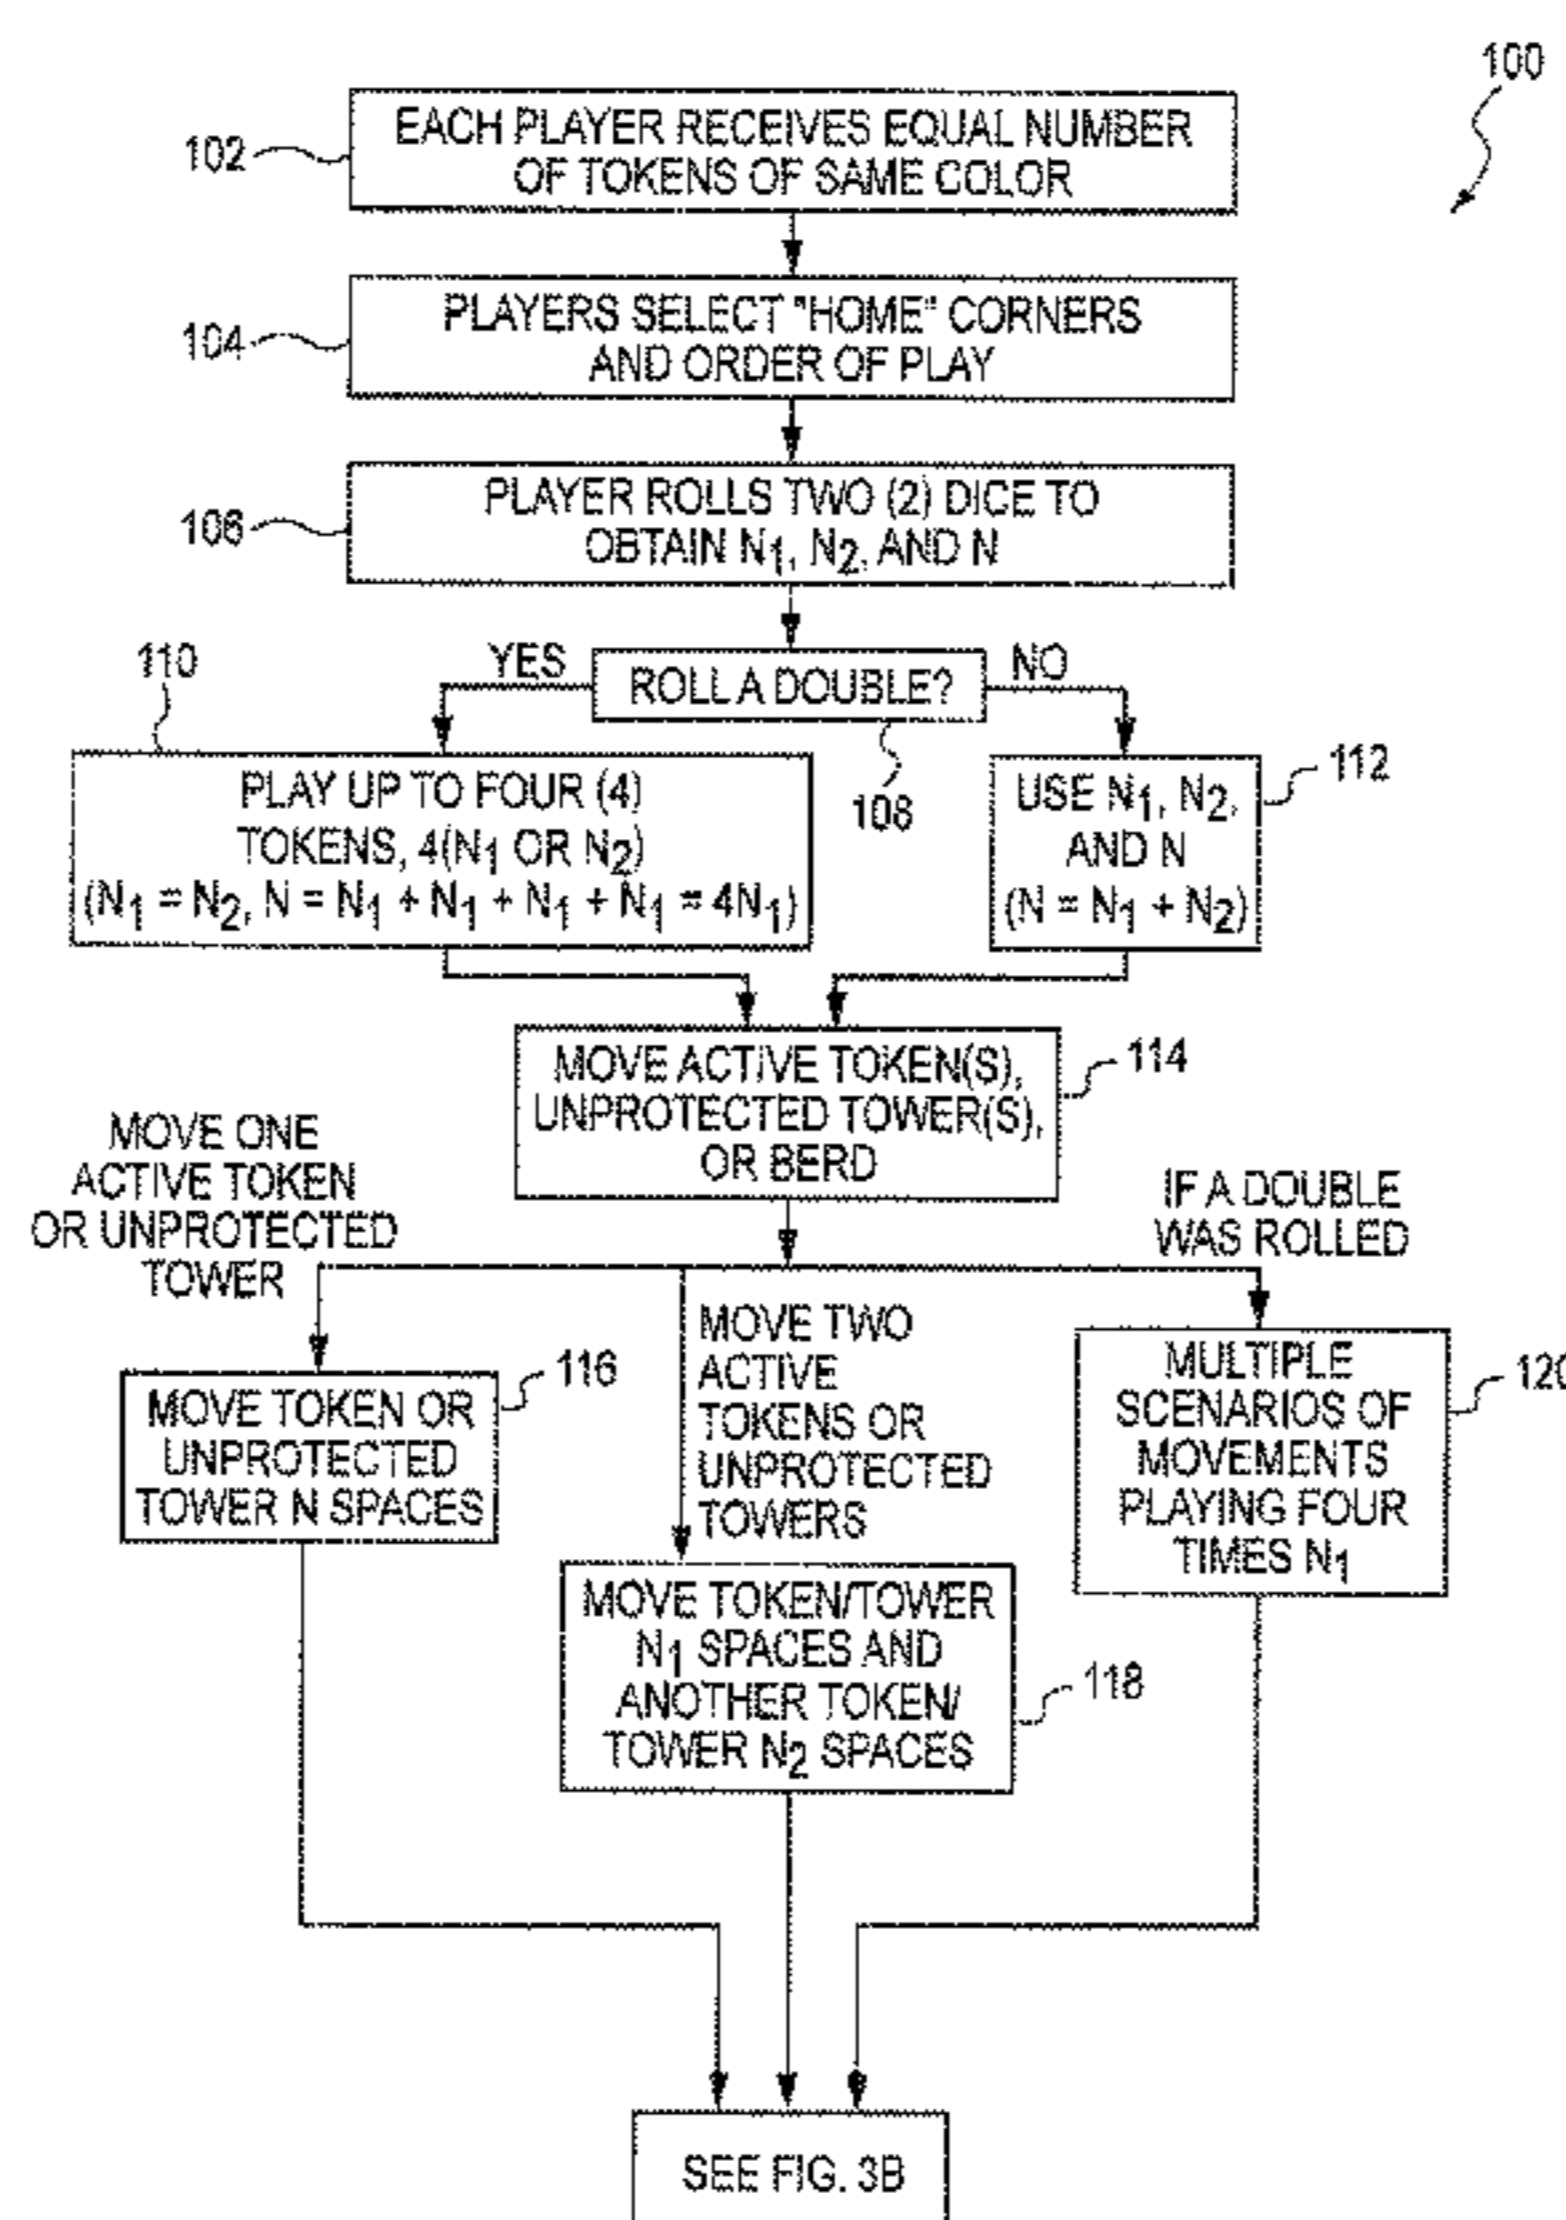 100
102
EACH PLAYER RECEIVES EQUAL NUMBER
OF TOKENS OF SAME COLOR
104
PLAYERS SELECT "HOME" CORNERS
AND ORDER OF PLAY
106
PLAYER ROLLS TWO (2) DICE TO
OBTAIN N1, N2, AND N
110
YES
ROLL A DOUBLE?
NO
108
PLAY UP TO FOUR (4)
TOKENS, 4(N1 OR N2)
(N1 = N2, N = N1 + N1 + N1 + N1 = 4N1)
USE N1, N2,
AND N
(N = N1 + N2)
112
MOVE ACTIVE TOKEN(S),
UNPROTECTED TOWER(S),
OR BERD
114
MOVE ONE
ACTIVE TOKEN
OR UNPROTECTED
TOWER
MOVE TWO
ACTIVE
TOKENS OR
UNPROTECTED
TOWERS
IF A DOUBLE
WAS ROLLED
MOVE TOKEN OR
UNPROTECTED
TOWER N SPACES
116
MOVE TOKEN/TOWER
N1 SPACES AND
ANOTHER TOKEN/
TOWER N2 SPACES
118
MULTIPLE
SCENARIOS OF
MOVEMENTS
PLAYING FOUR
TIMES N1
120
SEE FIG. 3B